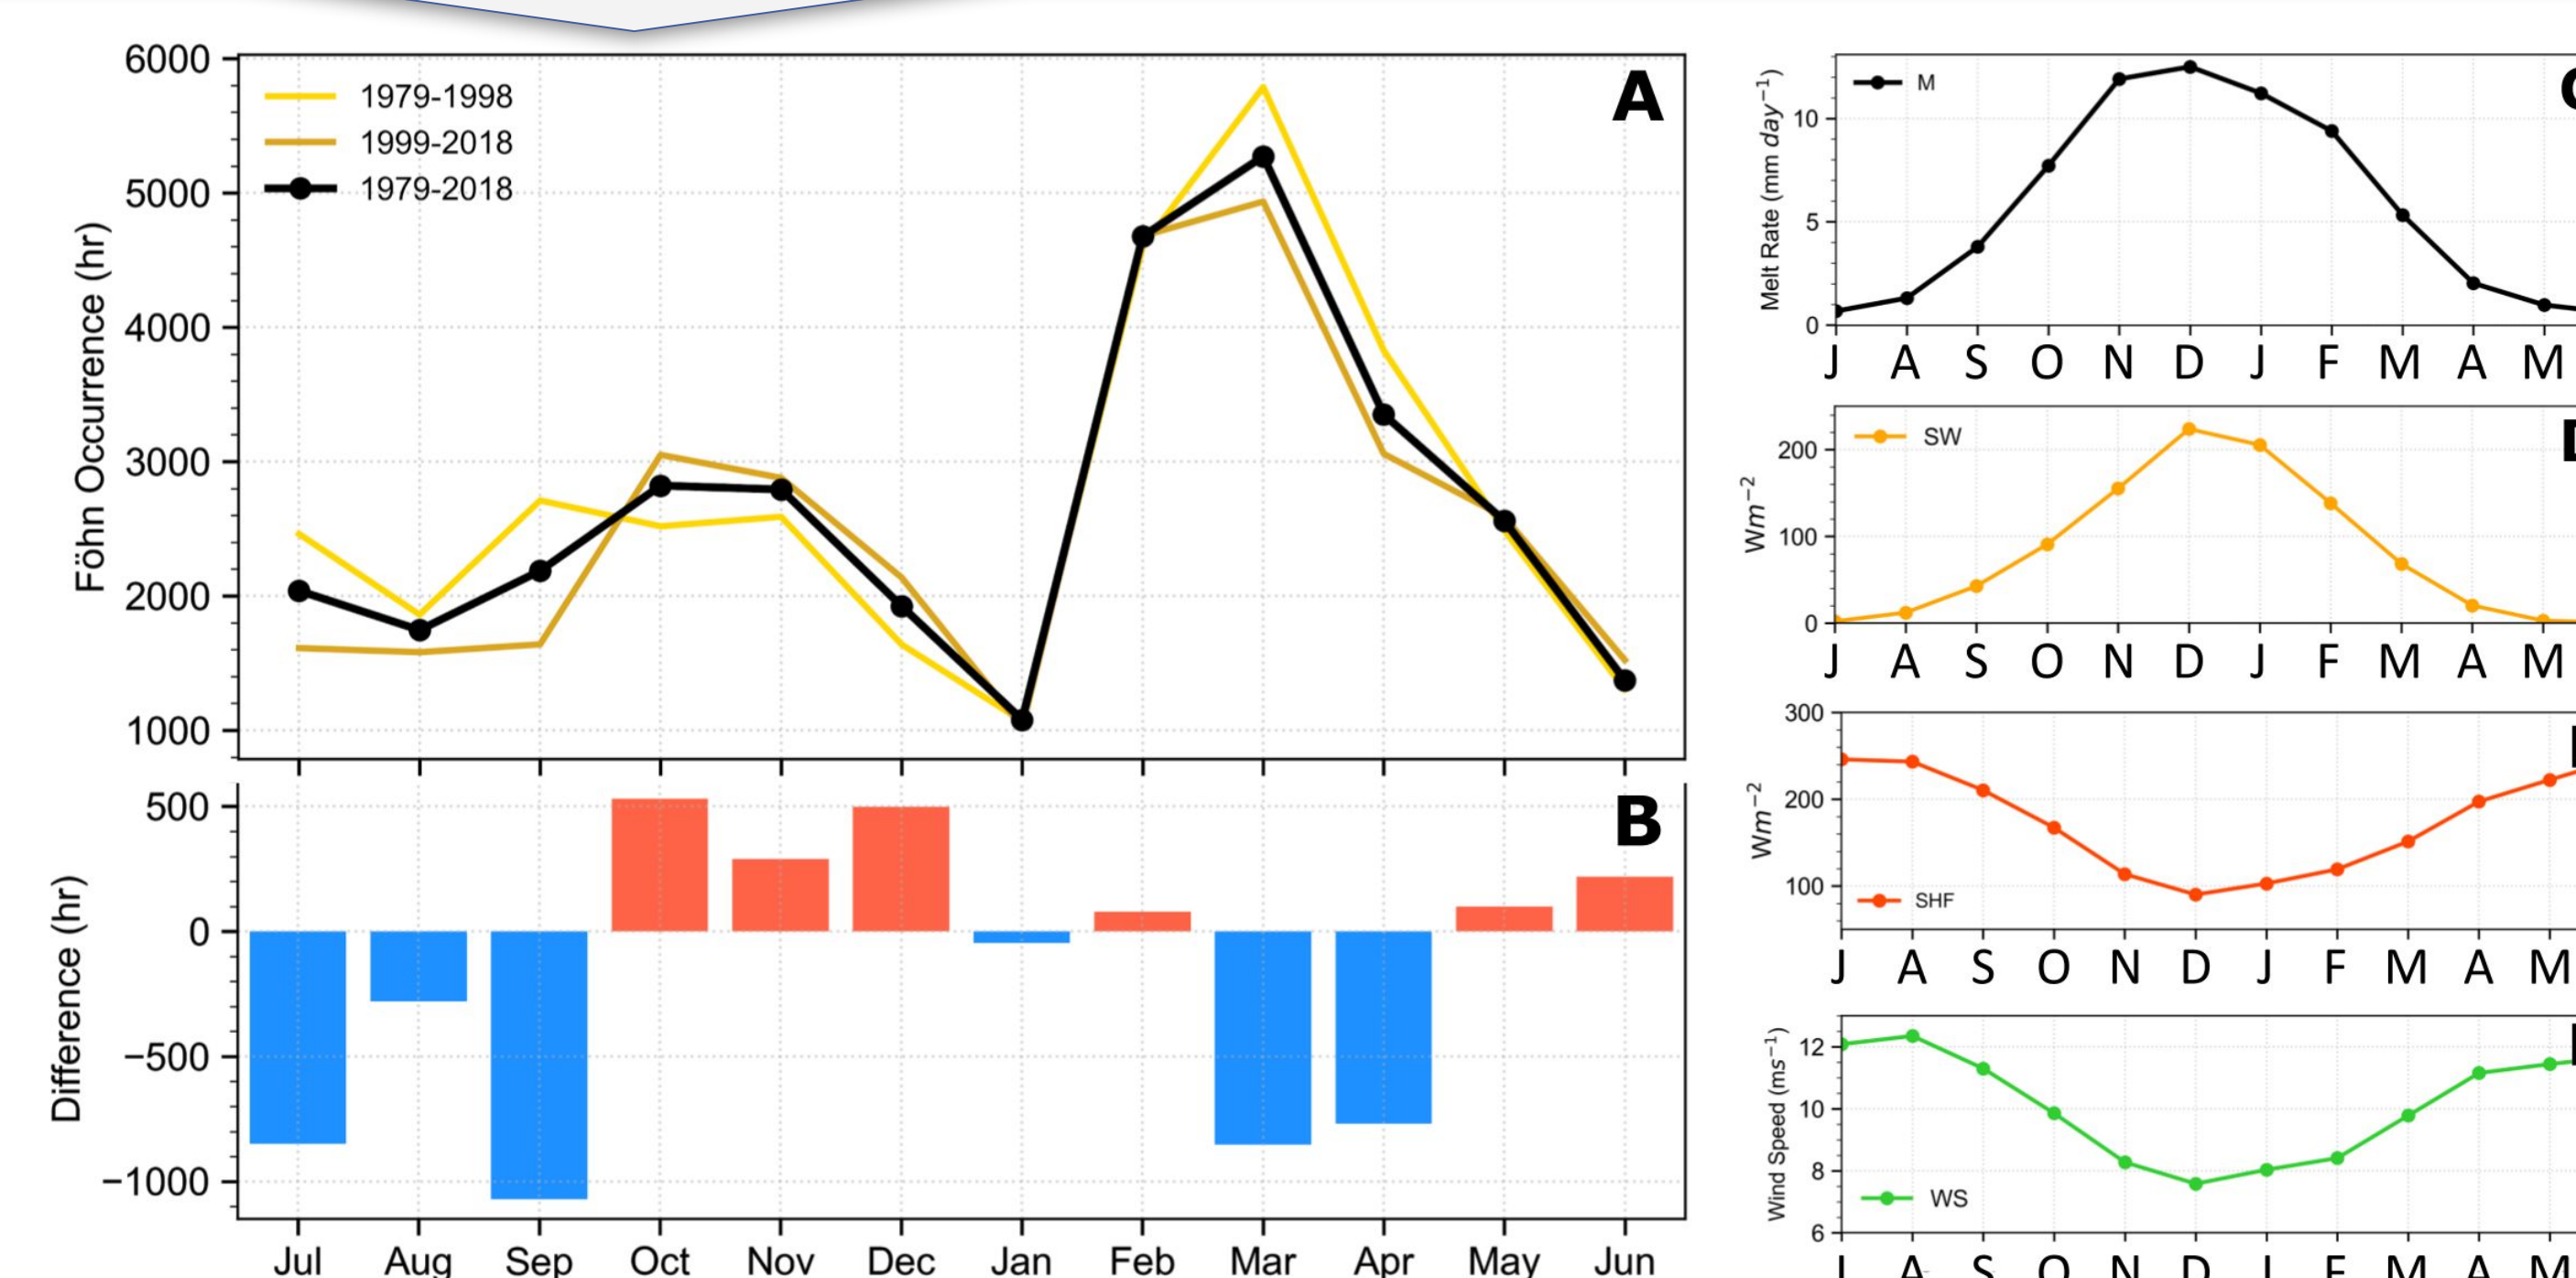 A
1979-1998
1999-2018
1979-2018
6000
5000
4000
3000
2000
1000
Föhn Occurrence (hr)
B
500
0
−500
−1000
Difference (hr)
Jul Aug Sep Oct Nov Dec Jan Feb Mar Apr May Jun
M
10
5
0
Melt Rate (mm day−1)
J A S O N D J F M A M
SW
200
100
0
Wm−2
J A S O N D J F M A M
300
200
100
Wm−2
SHF
J A S O N D J F M A M
12
10
8
6
Wind Speed (ms−1)
WS
J A S O N D J F M A M